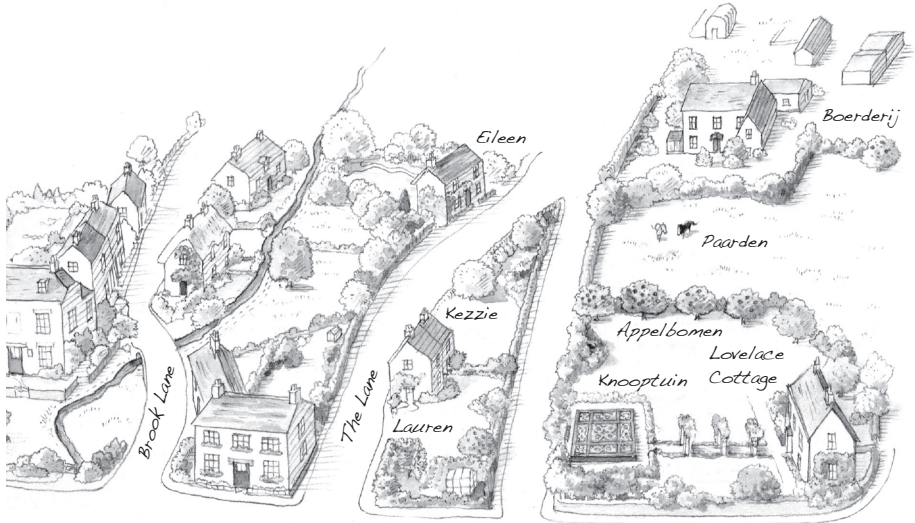 Eileen
Boerderij
Paarden
Kezzie
Appelbomen
Lovelace
Cottage
Knooptuin
Brook Lane
The Lane
Lauren